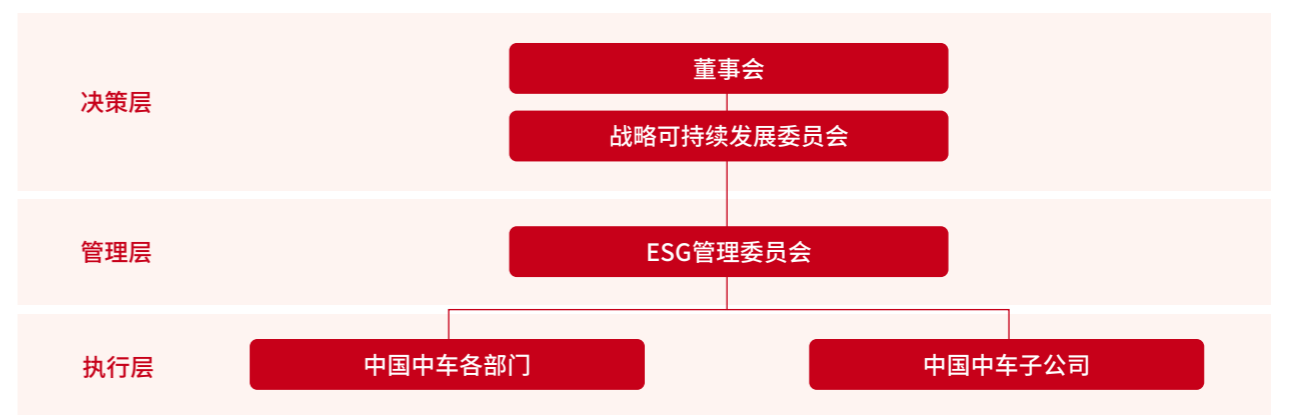 决策层
董事会
战略可持续发展委员会
管理层
ESG管理委员会
执行层
中国中车各部门
中国中车子公司